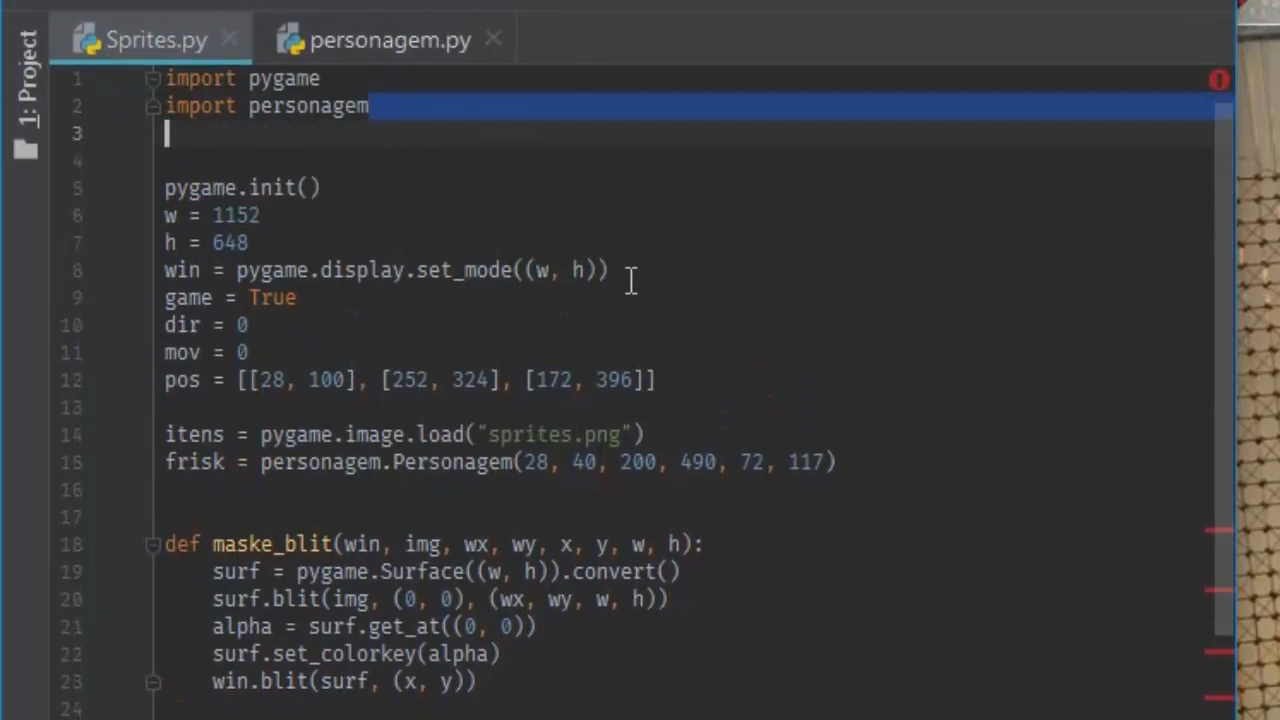 1: Project
Sprites.py
personagem.py
1 import pygame
2 import personagem
3
4
5 pygame.init()
6 w = 1152
7 h = 648
8 win = pygame.display.set_mode((w, h))
9 game = True
10 dir = 0
11 mov = 0
12 pos = [[28, 100], [252, 324], [172, 396]]
13
14 itens = pygame.image.load("sprites.png")
15 frisk = personagem.Personagem(28, 40, 200, 490, 72, 117)
16
17
18 def maske_blit(win, img, wx, wy, x, y, w, h):
19     surf = pygame.Surface((w, h)).convert()
20     surf.blit(img, (0, 0), (wx, wy, w, h))
21     alpha = surf.get_at((0, 0))
22     surf.set_colorkey(alpha)
23     win.blit(surf, (x, y))
24